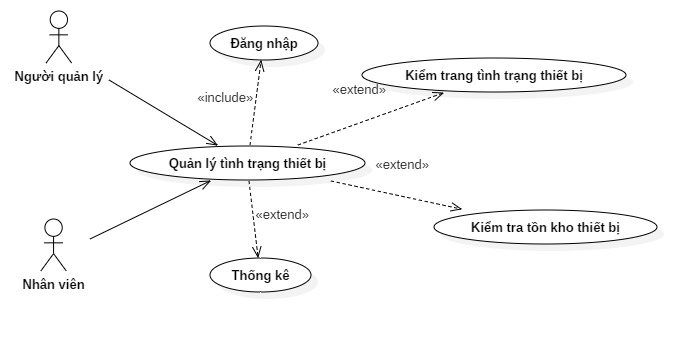 Người quản lý
Đăng nhập
Kiểm trang tình trạng thiết bị
«include»
«extend»
Quản lý tình trạng thiết bị
«extend»
«extend»
Kiểm tra tồn kho thiết bị
Nhân viên
Thống kê